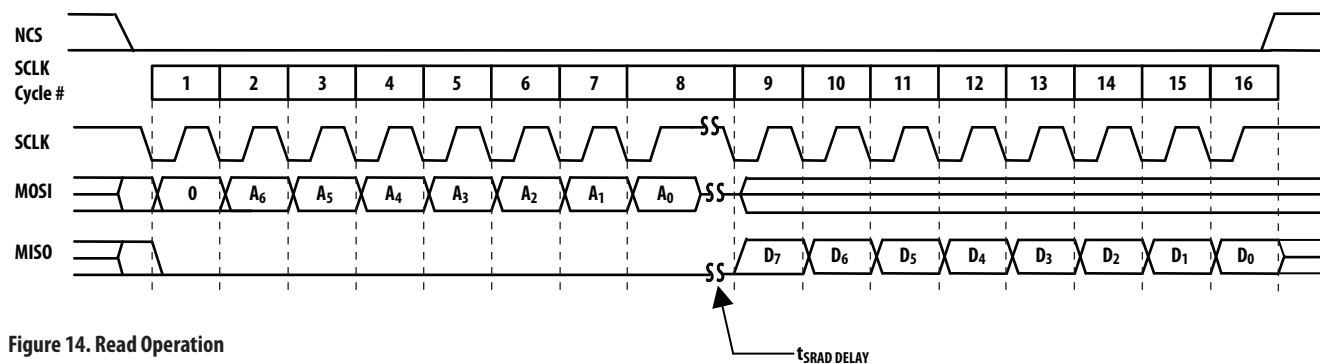 NCS
SCLK
Cycle #
1 2 3 4 5 6 7 8 9 10 11 12 13 14 15 16
SCLK
MOSI 0 A6 A5 A4 A3 A2 A1 A0
MISO D7 D6 D5 D4 D3 D2 D1 D0
Figure 14. Read Operation
tSRAD DELAY